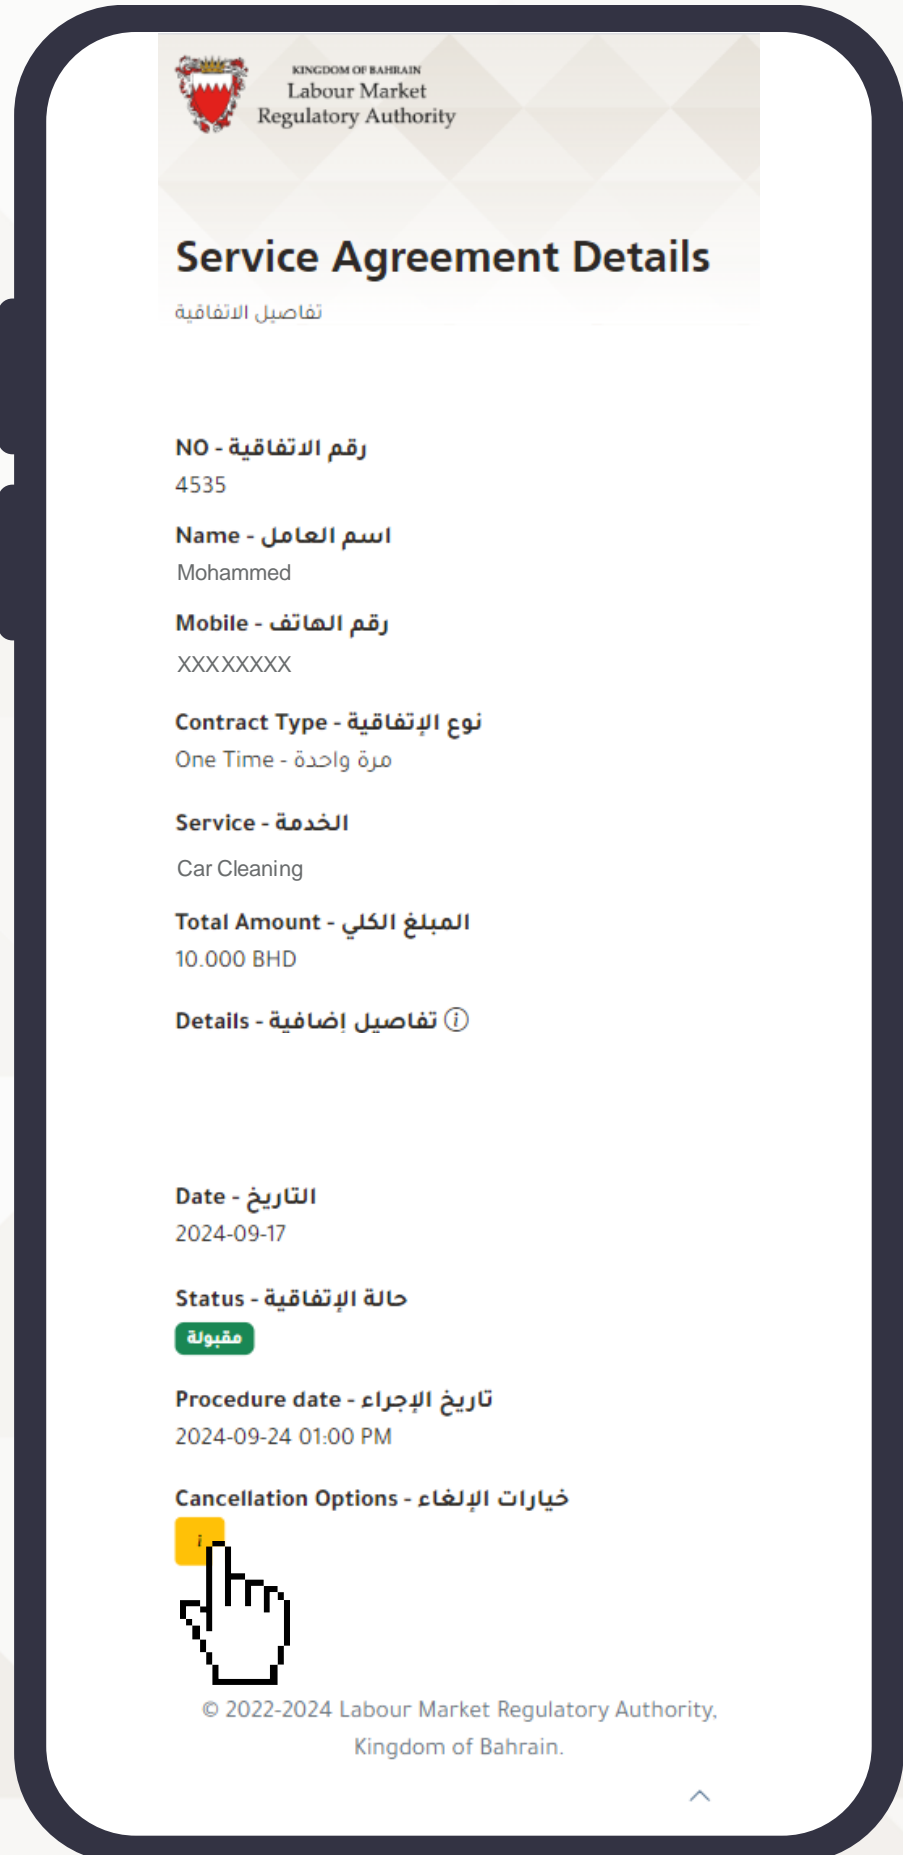 KINGDOM OF BAHRAIN
Labour Market
Regulatory Authority
Service Agreement Details
تفاصيل الاتفاقية
NO - رقم الاتفاقية
4535
Name - اسم العامل
Mohammed
Mobile - رقم الهاتف
XXXXXXXX
Contract Type - نوع الإتفاقية
One Time - مرة واحدة
Service - الخدمة
Car Cleaning
Total Amount - المبلغ الكلي
10.000 BHD
Details - تفاصيل إضافية i
Date - التاريخ
2024-09-17
Status - حالة الإتفاقية
مقبولة
Procedure date - تاريخ الإجراء
2024-09-24 01:00 PM
Cancellation Options - خيارات الإلغاء
i
© 2022-2024 Labour Market Regulatory Authority,
Kingdom of Bahrain.